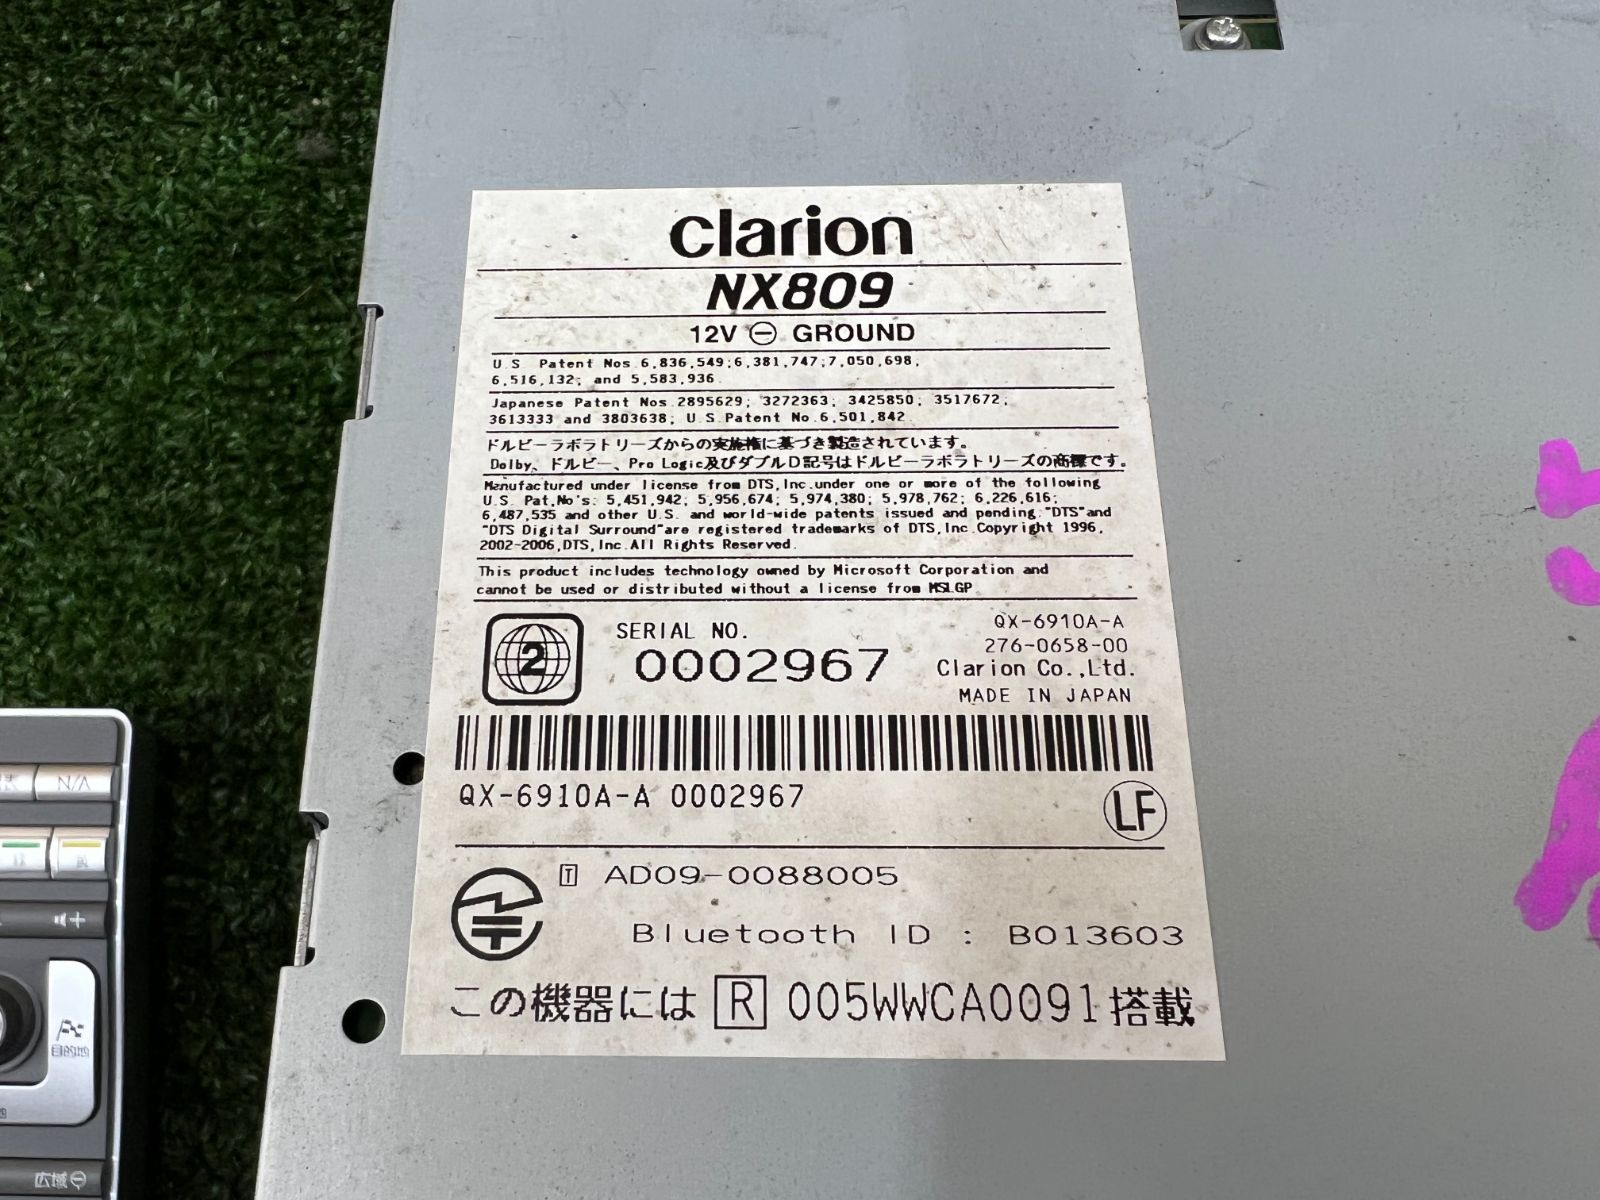 clarion
NX809
12V ⊖ GROUND
U.S. Patent Nos.6,836,549;6,381,747;7,050,698;
6,516,132; and 5,583,936.
Japanese Patent Nos.2895629; 3272363; 3425850; 3517672;
3613333 and 3803638; U.S.Patent No.6,501,842.
ドルビーラボラトリーズからの実施権に基づき製造されています。
Dolby、ドルビー、Pro Logic及びダブルD記号はドルビーラボラトリーズの商標です。
Manufactured under license from DTS,Inc.under one or more of the following
U.S. Pat,No's: 5,451,942; 5,956,674; 5,974,380; 5,978,762; 6,226,616;
6,487,535 and other U.S. and world-wide patents issued and pending."DTS"and
"DTS Digital Surround"are registered trademarks of DTS,Inc.Copyright 1996,
2002-2006,DTS,Inc.All Rights Reserved.
This product includes technology owned by Microsoft Corporation and
cannot be used or distributed without a license from MSLGP
2
SERIAL NO.
0002967
QX-6910A-A
276-0658-00
Clarion Co.,Ltd.
MADE IN JAPAN
QX-6910A-A 0002967
LF
T AD09-0088005
Bluetooth ID : B013603
この機器には R 005WWCA0091 搭載
N/A
+
目的地
広域